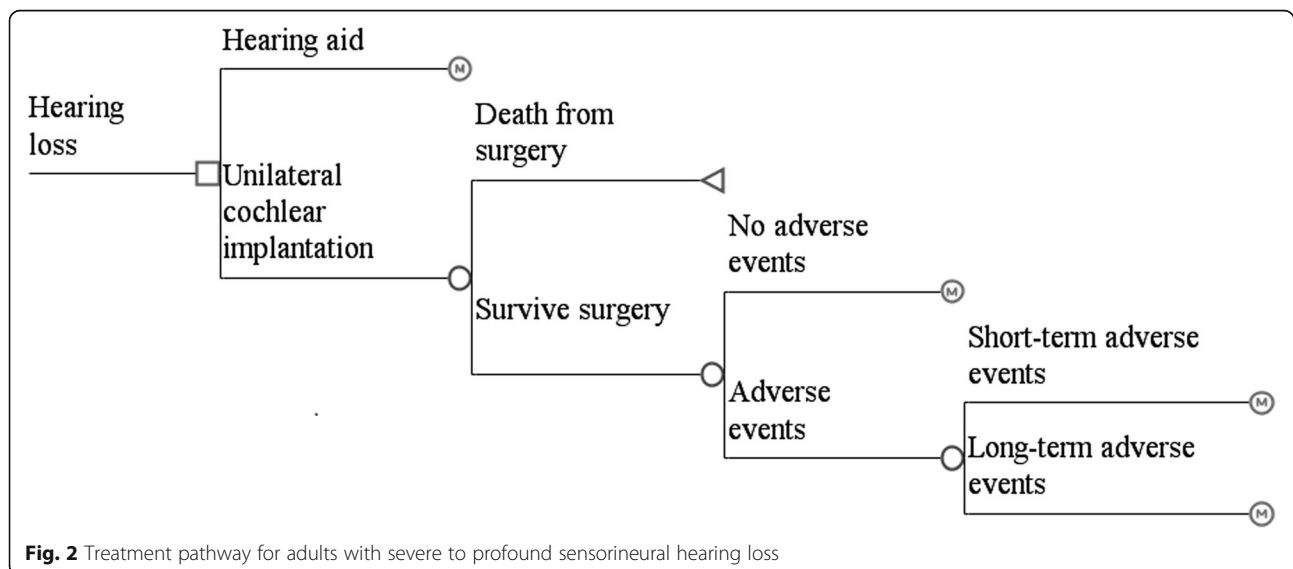 Hearing aid
M
Hearing
loss
Death from
surgery
Unilateral
cochlear
implantation
No adverse
events
M
Survive surgery
Short-term adverse
events
M
Adverse
events
Long-term adverse
events
M
Fig. 2 Treatment pathway for adults with severe to profound sensorineural hearing loss